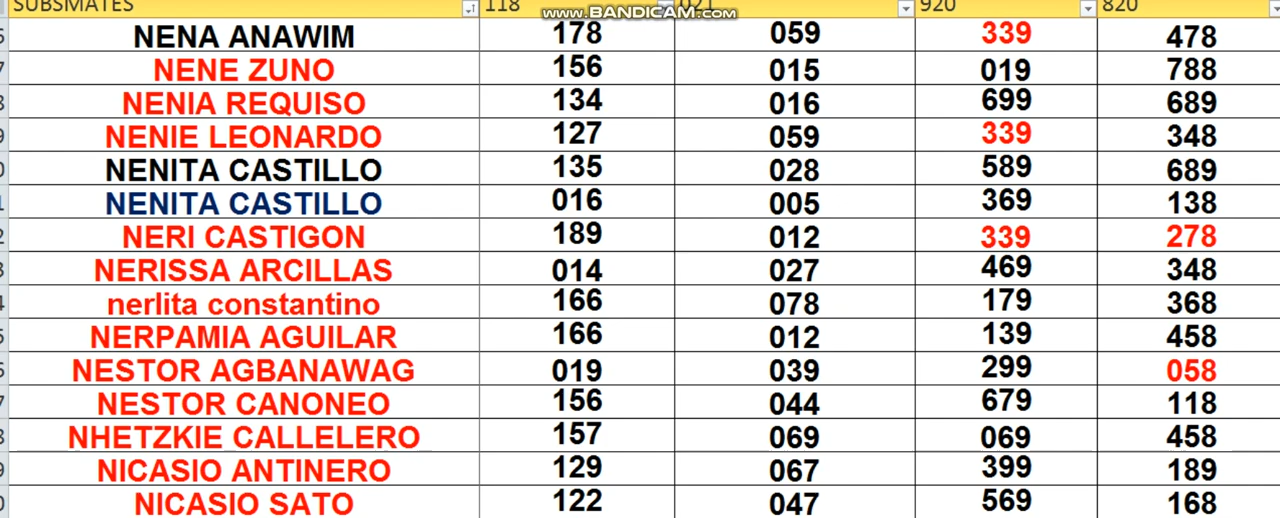 SUBSMATES 118 021 920 820
www.BANDICAM.com
NENA ANAWIM 178 059 339 478
7 NENE ZUNO 156 015 019 788
NENIA REQUISO 134 016 699 689
NENIE LEONARDO 127 059 339 348
NENITA CASTILLO 135 028 589 689
NENITA CASTILLO 016 005 369 138
NERI CASTIGON 189 012 339 278
NERISSA ARCILLAS 014 027 469 348
nerlita constantino 166 078 179 368
NERPAMIA AGUILAR 166 012 139 458
NESTOR AGBANAWAG 019 039 299 058
7 NESTOR CANONEO 156 044 679 118
NHETZKIE CALLELERO 157 069 069 458
NICASIO ANTINERO 129 067 399 189
NICASIO SATO 122 047 569 168